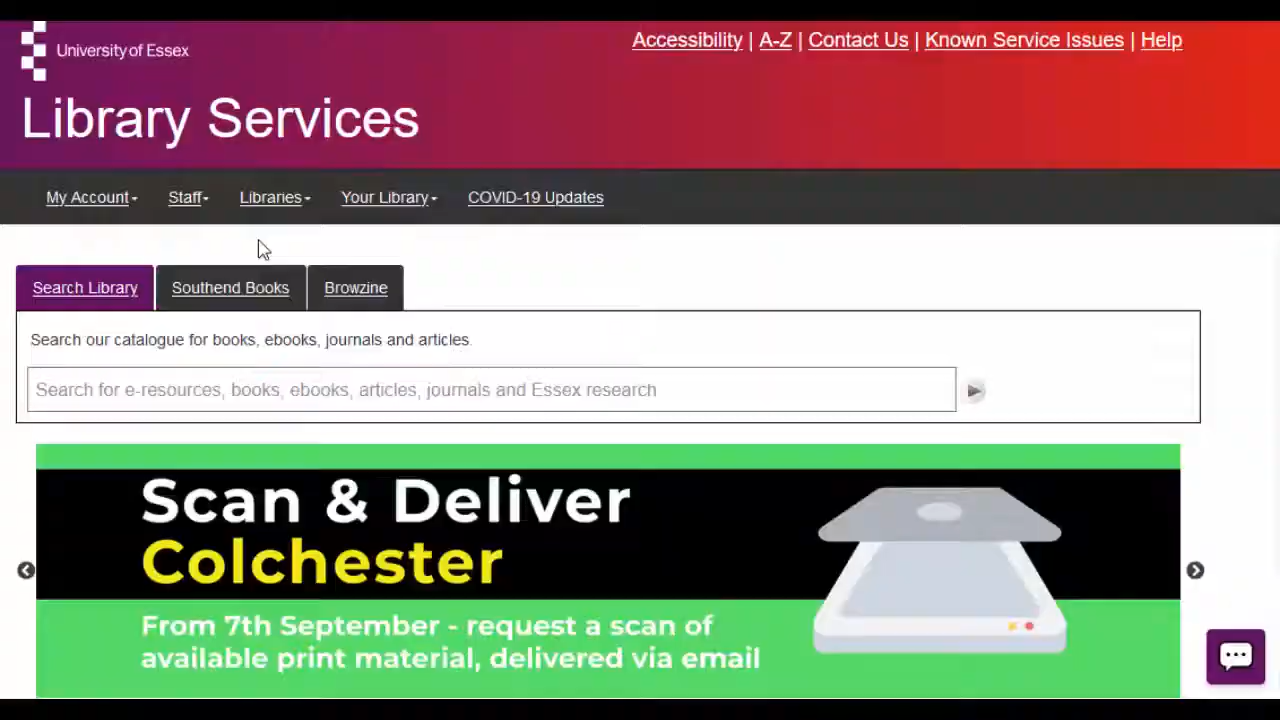 University of Essex
Accessibility | A-Z | Contact Us | Known Service Issues | Help
Library Services
My Account Staff Libraries Your Library COVID-19 Updates
Search Library Southend Books Browzine
Search our catalogue for books, ebooks, journals and articles.
Search for e-resources, books, ebooks, articles, journals and Essex research
Scan & Deliver
Colchester
From 7th September - request a scan of
available print material, delivered via email